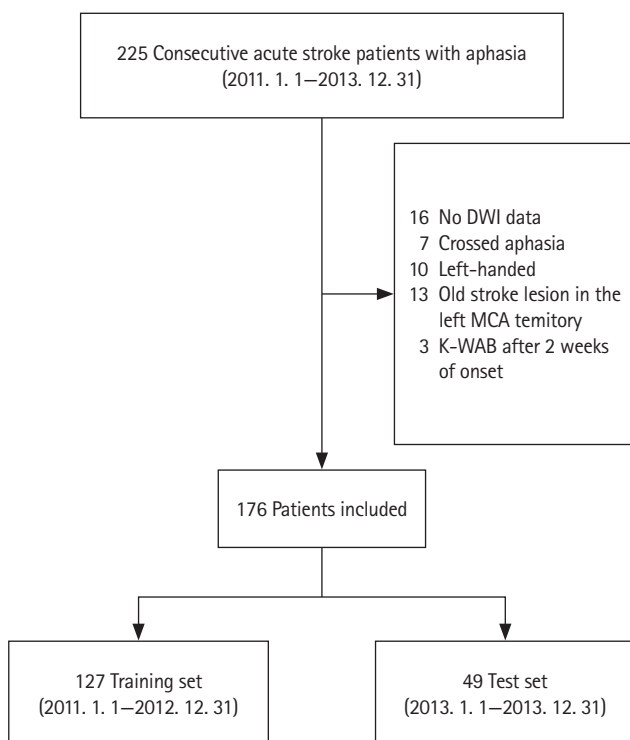 225 Consecutive acute stroke patients with aphasia
(2011. 1. 1—2013. 12. 31)
16 No DWI data
7 Crossed aphasia
10 Left-handed
13 Old stroke lesion in the
left MCA temitory
3 K-WAB after 2 weeks
of onset
176 Patients included
127 Training set
(2011. 1. 1—2012. 12. 31)
49 Test set
(2013. 1. 1—2013. 12. 31)